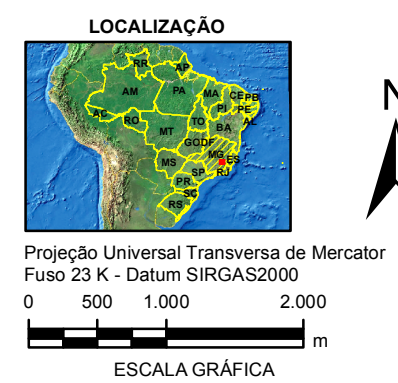 LOCALIZAÇÃO
N
RR AP
AM PA MA CE PB
PI PE
AC RO TO AL
MT BA
GO DF
MG ES
MS SP RJ
PR
SC
RS
Projeção Universal Transversa de Mercator
Fuso 23 K - Datum SIRGAS2000
0 500 1.000 2.000
m
ESCALA GRÁFICA